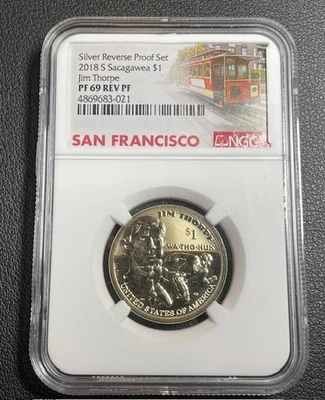 Silver Reverse Proof Set
2018 S Sacagawea $1
Jim Thorpe
PF 69 REV PF
4869683-021
SAN FRANCISCO
NGC
JIM THORPE
$1
WA-THO-HUK
UNITED STATES OF AMERICA